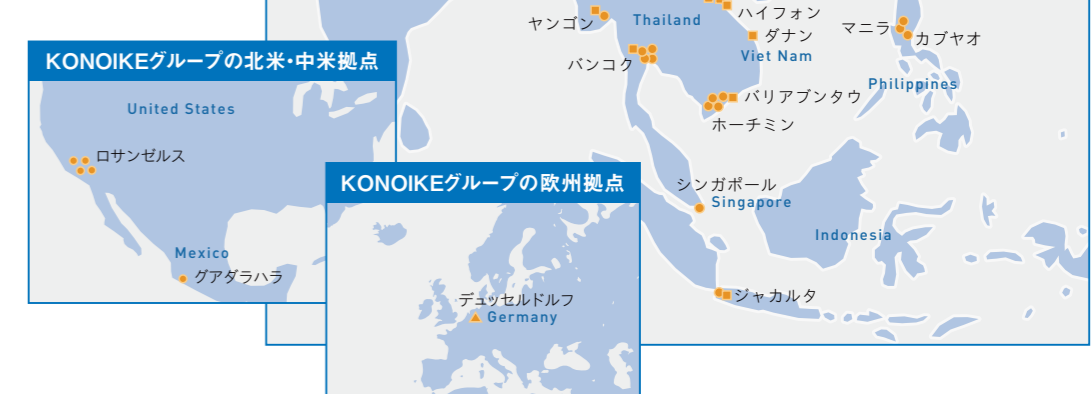 ヤンゴン
Thailand
バンコク
ハイフォン
ダナン
Viet Nam
バリアブンタウ
ホーチミン
マニラ
カブヤオ
Philippines
シンガポール
Singapore
Indonesia
ジャカルタ
KONOIKEグループの北米・中米拠点
United States
ロサンゼルス
Mexico
グアダラハラ
KONOIKEグループの欧州拠点
デュッセルドルフ
Germany